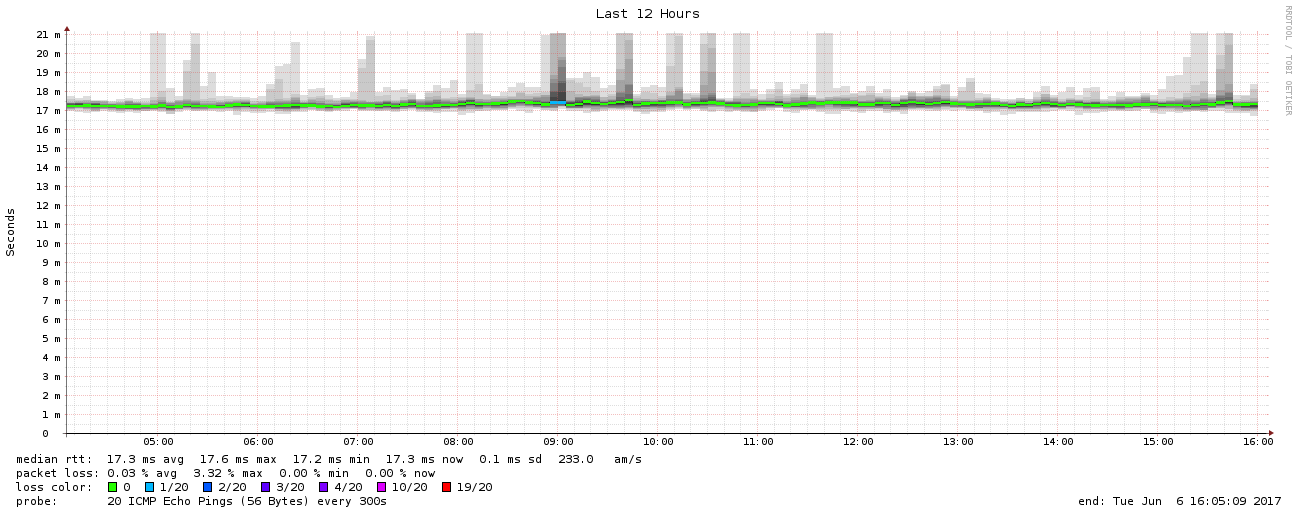 Last 12 Hours
RRDTOOL / TOBI OETIKER
Seconds
21 m
20 m
19 m
18 m
17 m
16 m
15 m
14 m
13 m
12 m
11 m
10 m
9 m
8 m
7 m
6 m
5 m
4 m
3 m
2 m
1 m
0
05:00 06:00 07:00 08:00 09:00 10:00 11:00 12:00 13:00 14:00 15:00 16:00
median rtt: 17.3 ms avg 17.6 ms max 17.2 ms min 17.3 ms now 0.1 ms sd 233.0 am/s
packet loss: 0.03 % avg 3.32 % max 0.00 % min 0.00 % now
loss color: 0 1/20 2/20 3/20 4/20 10/20 19/20
probe: 20 ICMP Echo Pings (56 Bytes) every 300s end: Tue Jun 6 16:05:09 2017